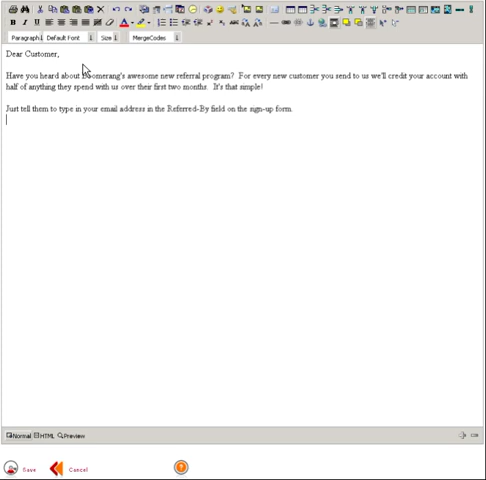 Paragraph Default Font Size MergeCodes
Dear Customer,
Have you heard about Boomerang's awesome new referral program? For every new customer you send to us we'll credit your account with
half of anything they spend with us over their first two months. It's that simple!
Just tell them to type in your email address in the Referred-By field on the sign-up form.
Normal HTML Preview
Save Cancel